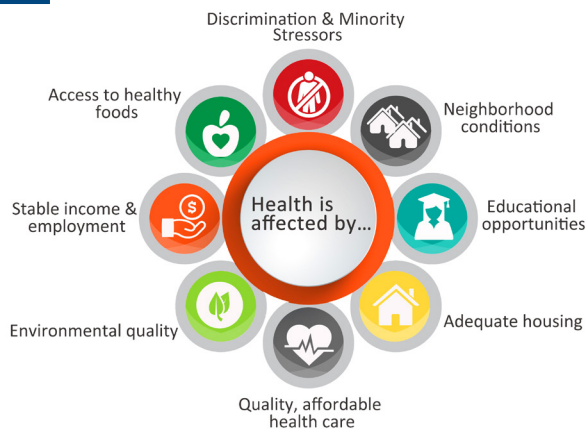 Discrimination & Minority
Stressors
Access to healthy
foods
Neighborhood
conditions
Health is
affected by...
Stable income &
employment
$
Educational
opportunities
Environmental quality
Adequate housing
Quality, affordable
health care